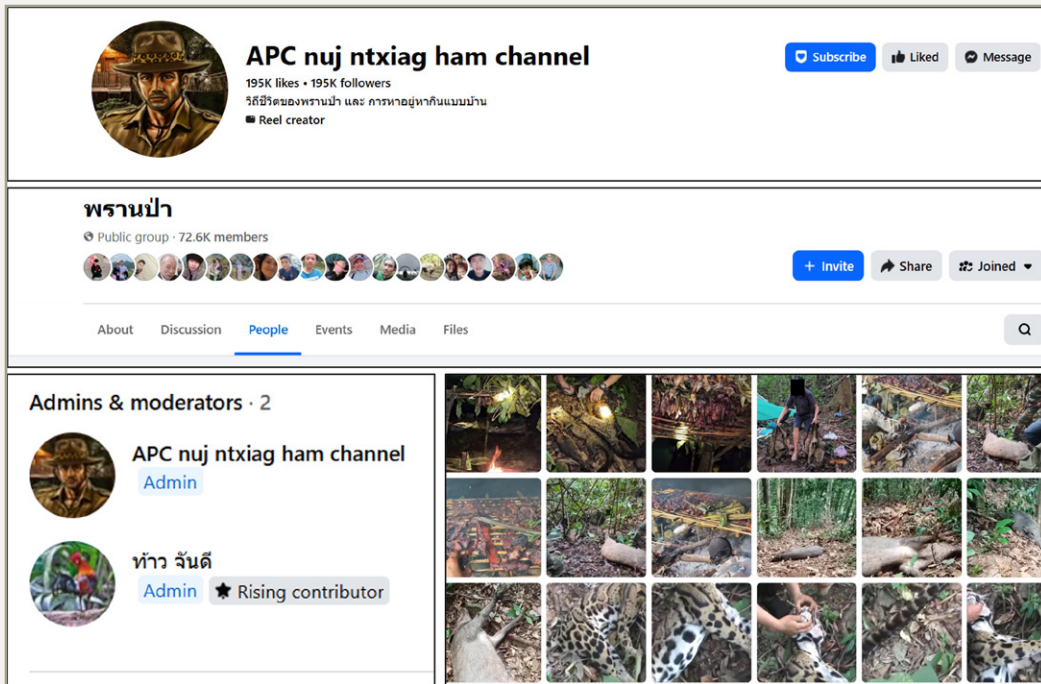 APC nuj ntxiag ham channel
195K likes • 195K followers
วิถีชีวิตของพรานป่า และ การหาอยู่หากินแบบบ้าน
Reel creator
Subscribe
Liked
Message
พรานป่า
Public group · 72.6K members
+ Invite
Share
Joined
About
Discussion
People
Events
Media
Files
Admins & moderators · 2
APC nuj ntxiag ham channel
Admin
ท้าว จันดี
Admin
Rising contributor